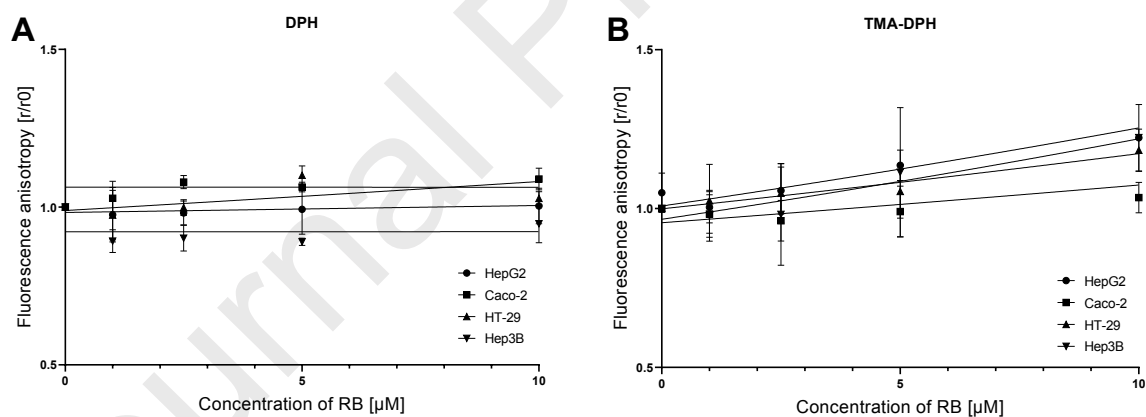 A
DPH
Fluorescence anisotropy [r/r0]
1.5
1.0
0.5
0
5
10
Concentration of RB [µM]
HepG2
Caco-2
HT-29
Hep3B
B
TMA-DPH
Fluorescence anisotropy [r/r0]
1.5
1.0
0.5
0
5
10
Concentration of RB [µM]
HepG2
Caco-2
HT-29
Hep3B
urnal P